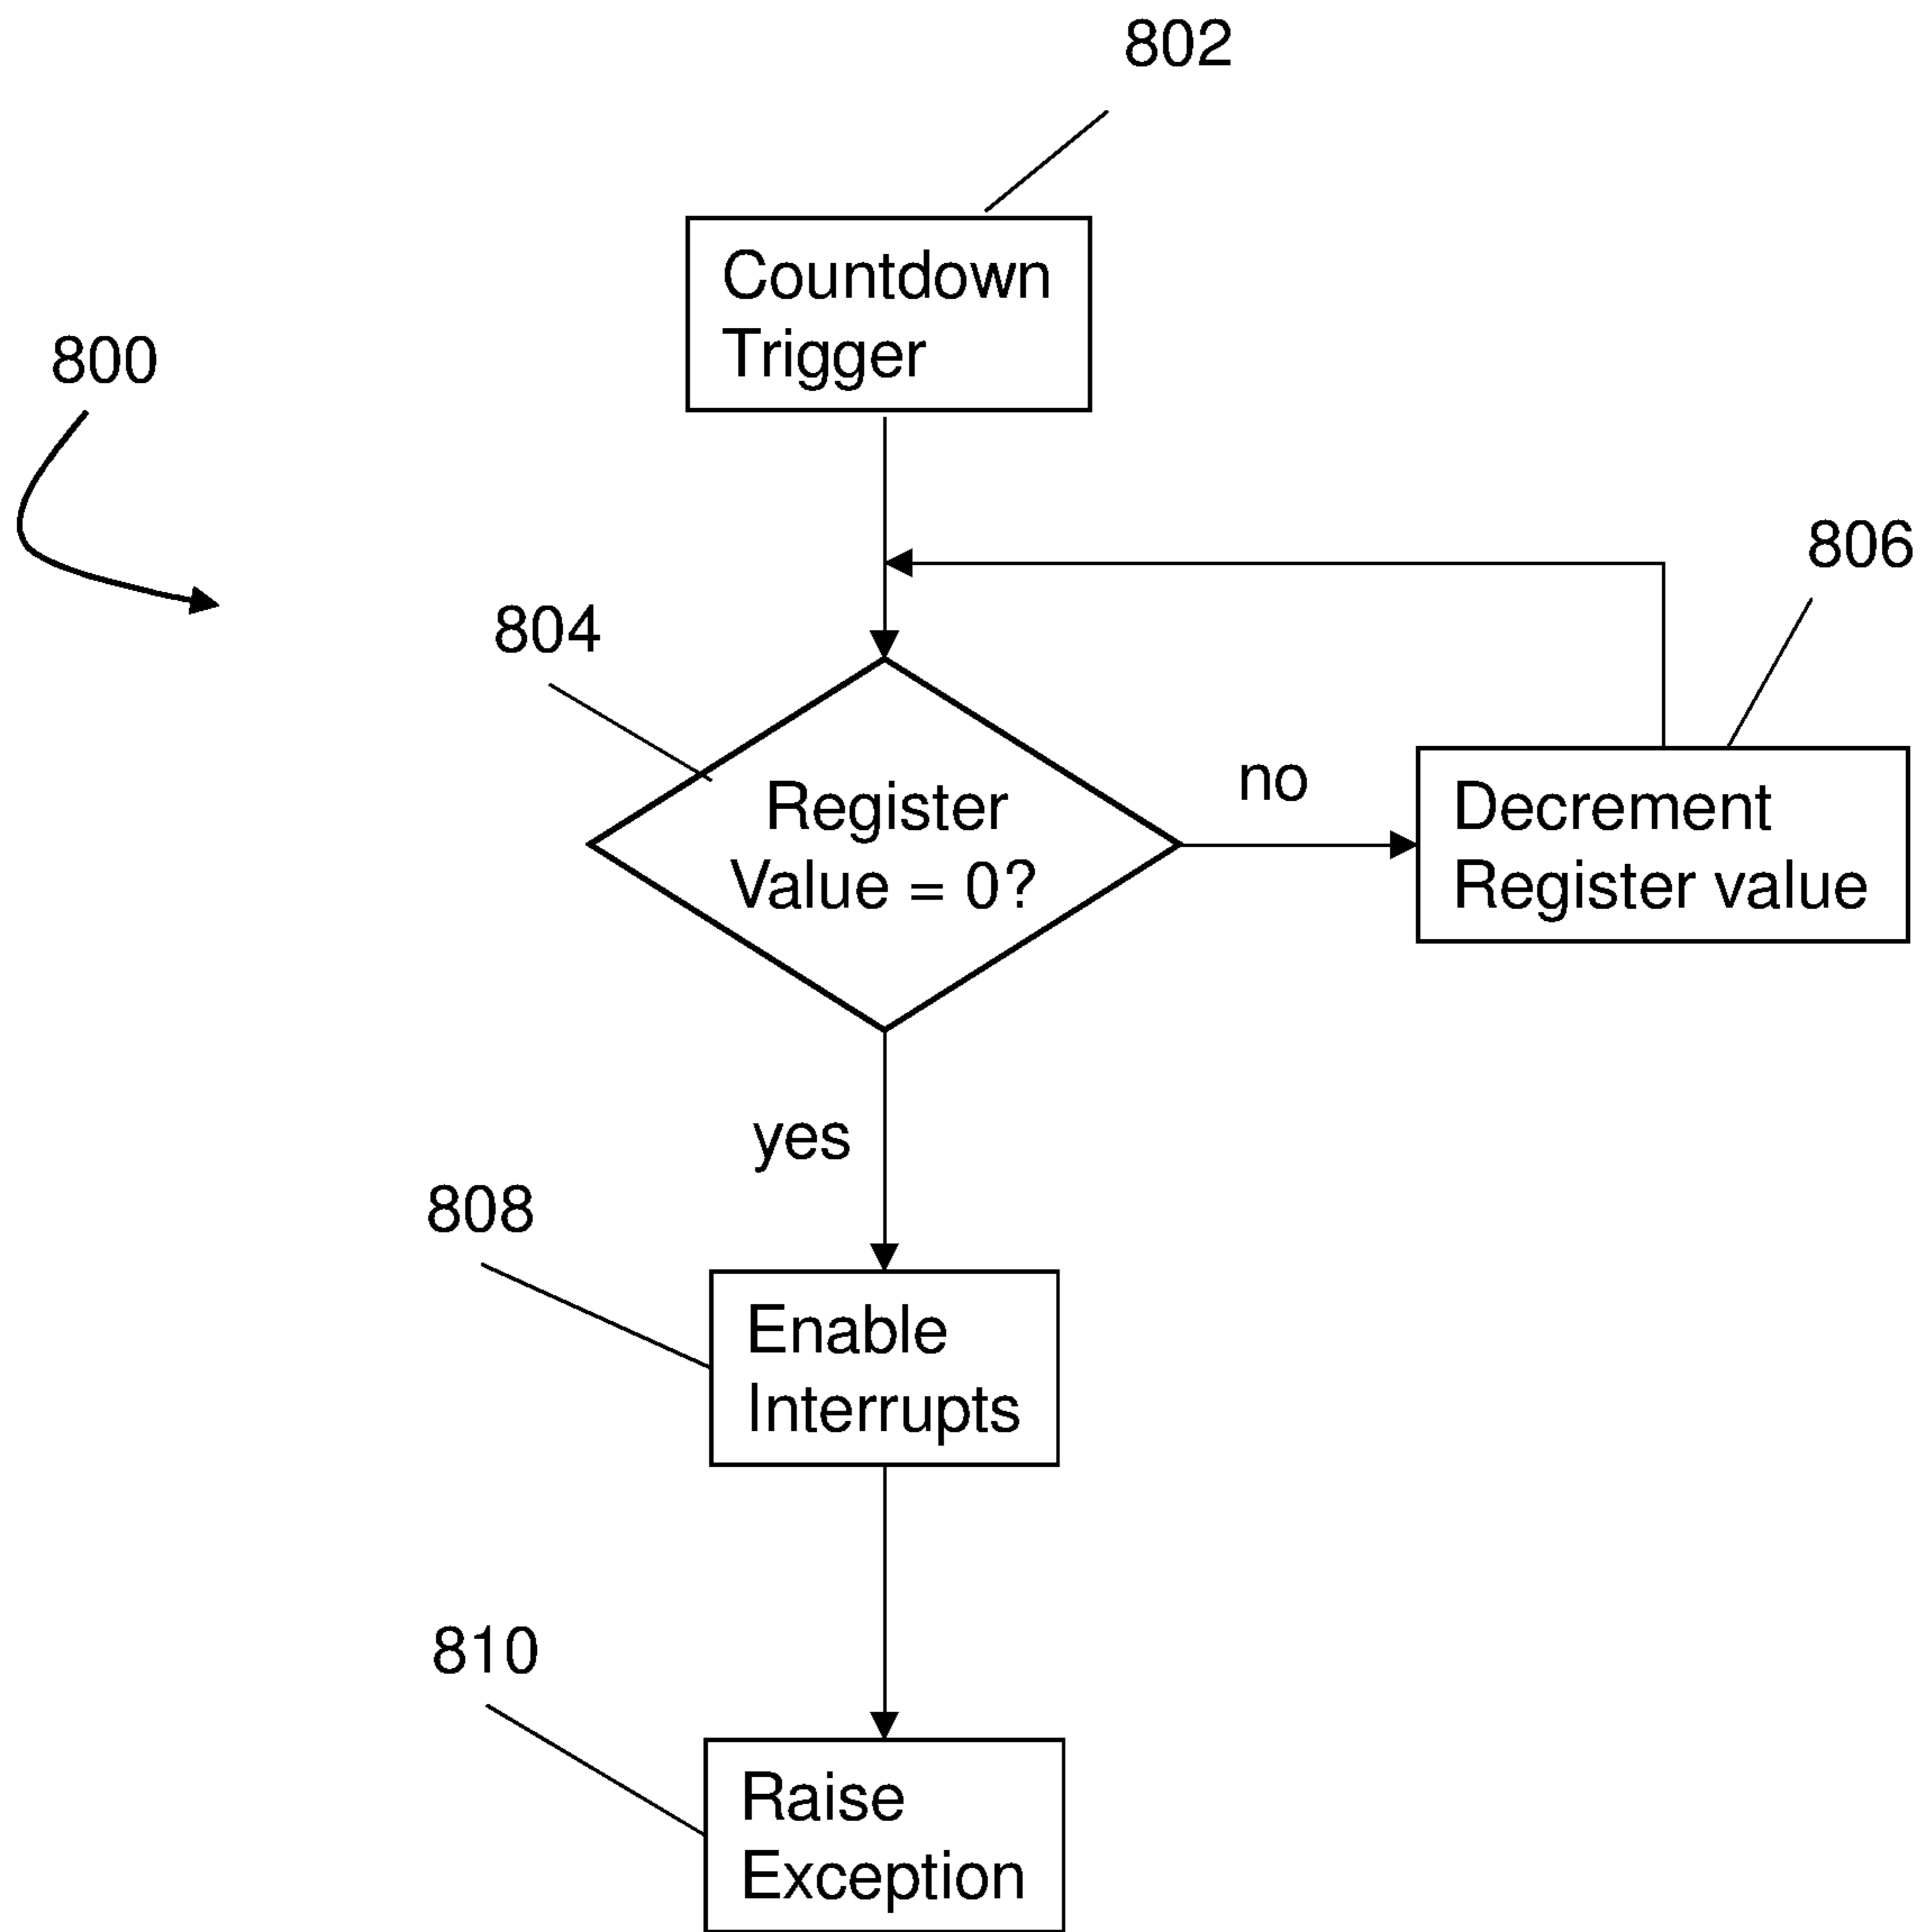 802
Countdown
Trigger
800
806
804
Register
Value = 0?
no
Decrement
Register value
yes
808
Enable
Interrupts
810
Raise
Exception